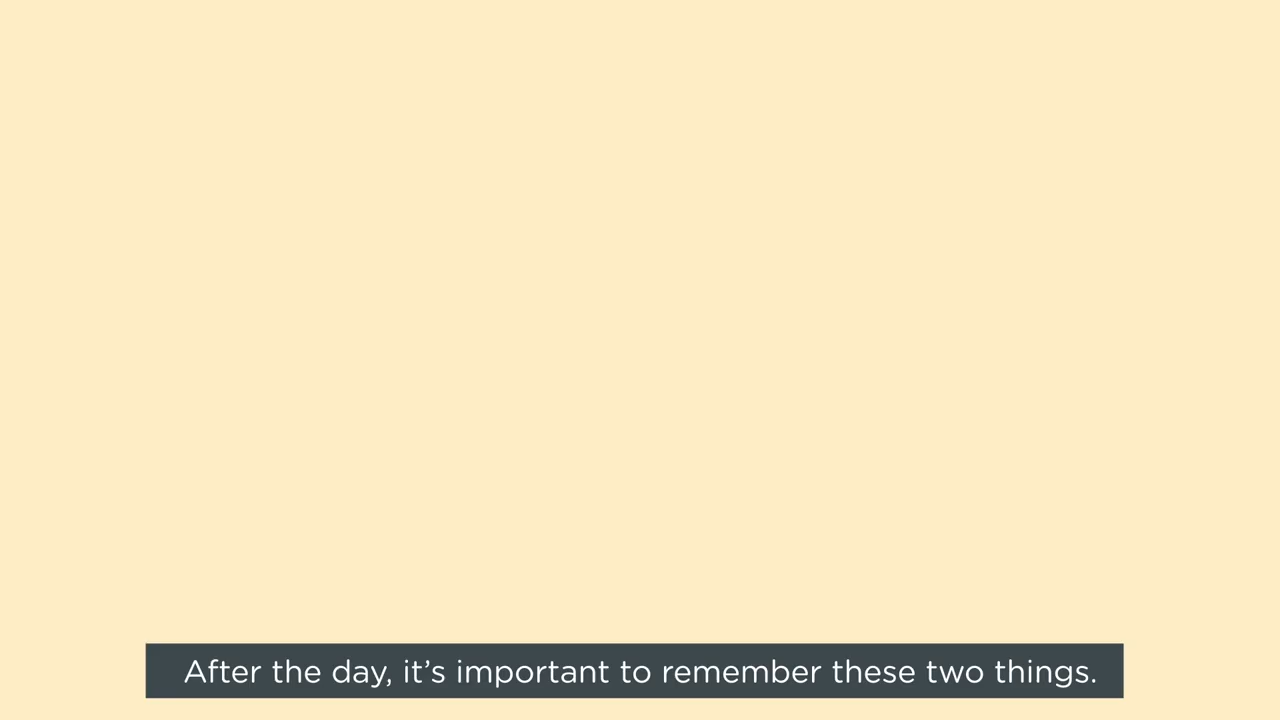 After the day, it’s important to remember these two things.